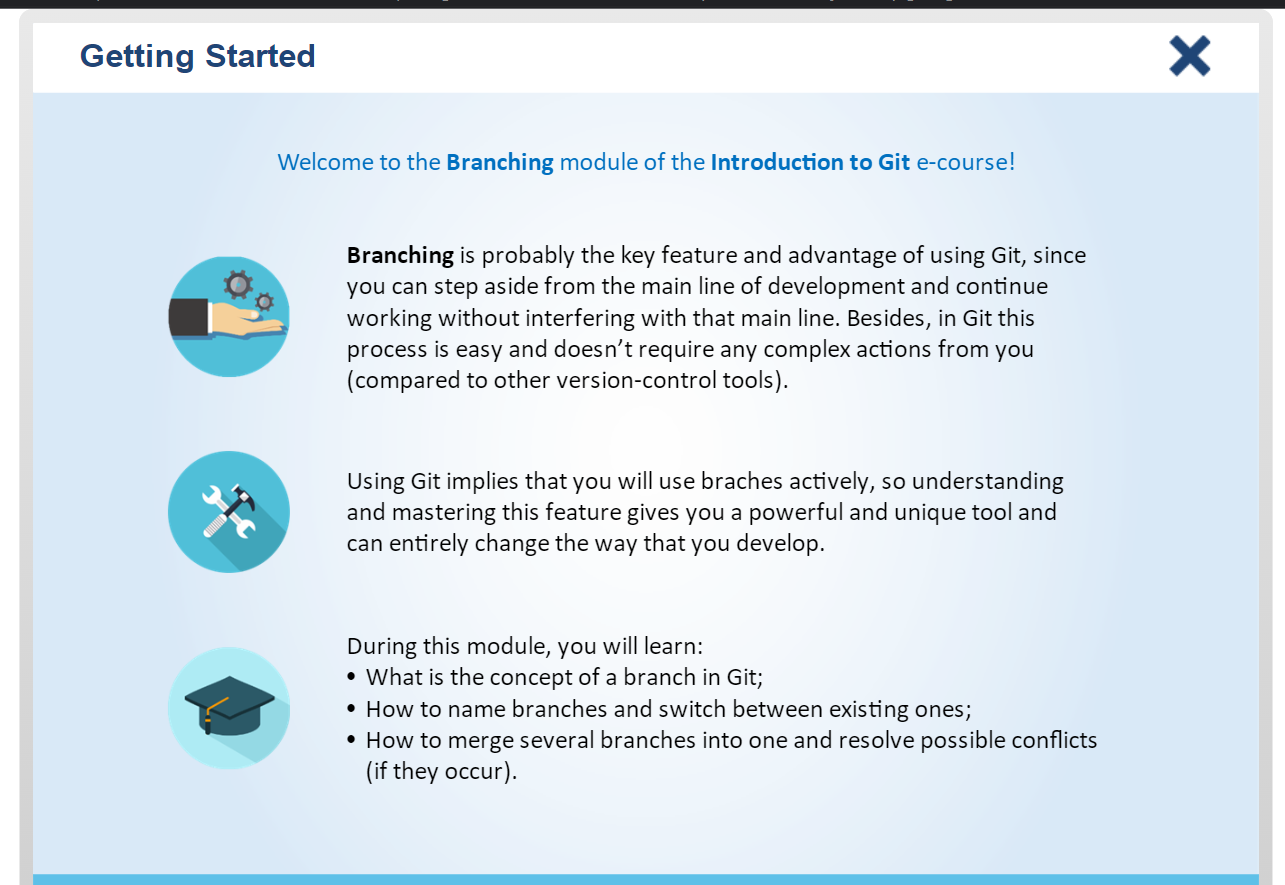 Getting Started
Welcome to the Branching module of the Introduction to Git e-course!
Branching is probably the key feature and advantage of using Git, since
you can step aside from the main line of development and continue
working without interfering with that main line. Besides, in Git this
process is easy and doesn’t require any complex actions from you
(compared to other version-control tools).
Using Git implies that you will use braches actively, so understanding
and mastering this feature gives you a powerful and unique tool and
can entirely change the way that you develop.
During this module, you will learn:
• What is the concept of a branch in Git;
• How to name branches and switch between existing ones;
• How to merge several branches into one and resolve possible conflicts
(if they occur).